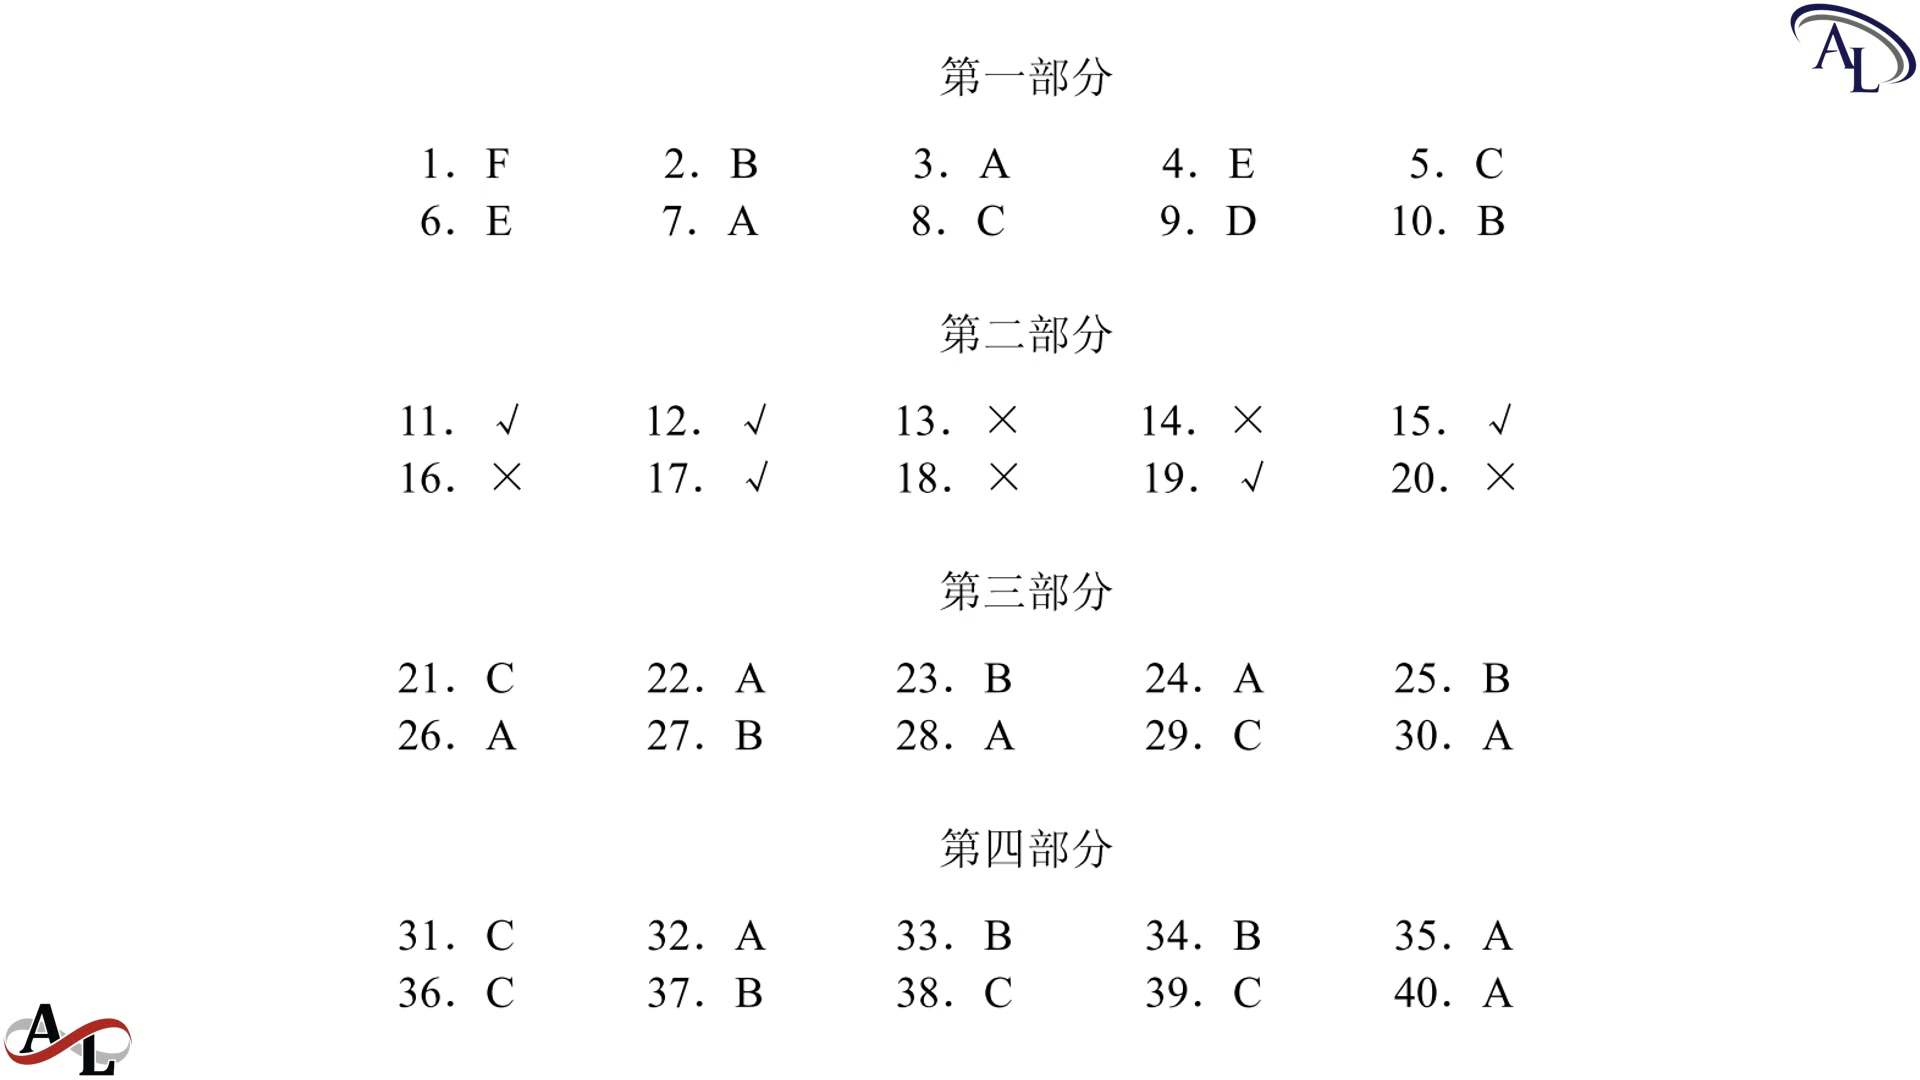 AL
第一部分
1. F 2. B 3. A 4. E 5. C
6. E 7. A 8. C 9. D 10. B
第二部分
11. √ 12. √ 13. × 14. × 15. √
16. × 17. √ 18. × 19. √ 20. ×
第三部分
21. C 22. A 23. B 24. A 25. B
26. A 27. B 28. A 29. C 30. A
第四部分
31. C 32. A 33. B 34. B 35. A
36. C 37. B 38. C 39. C 40. A
AL